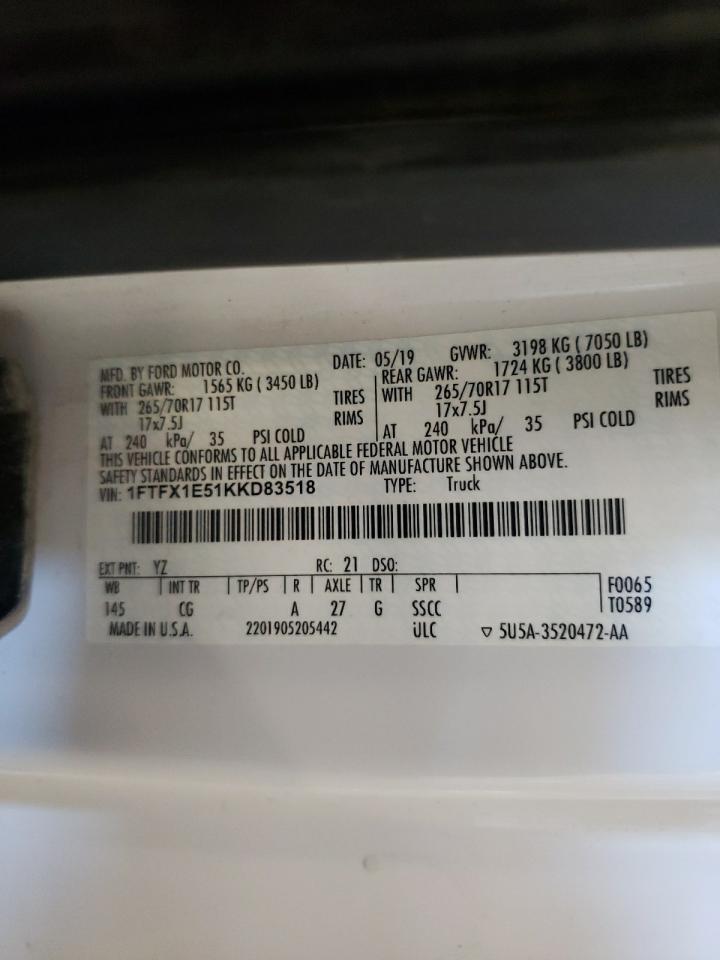 MFD. BY FORD MOTOR CO. DATE: 05/19 GVWR: 3198 KG ( 7050 LB)
FRONT GAWR: 1565 KG ( 3450 LB) REAR GAWR: 1724 KG ( 3800 LB)
WITH 265/70R17 115T TIRES WITH 265/70R17 115T TIRES
17x7.5J RIMS 17x7.5J RIMS
AT 240 kPa/ 35 PSI COLD AT 240 kPa/ 35 PSI COLD
THIS VEHICLE CONFORMS TO ALL APPLICABLE FEDERAL MOTOR VEHICLE
SAFETY STANDARDS IN EFFECT ON THE DATE OF MANUFACTURE SHOWN ABOVE.
VIN: 1FTFX1E51KKD83518 TYPE: Truck
EXT PNT: YZ RC: 21 DSO:
WB INT TR TP/PS R AXLE TR SPR F0065
145 CG A 27 G SSCC T0589
MADE IN U.S.A. 2201905205442 ULC ▽ 5U5A-3520472-AA